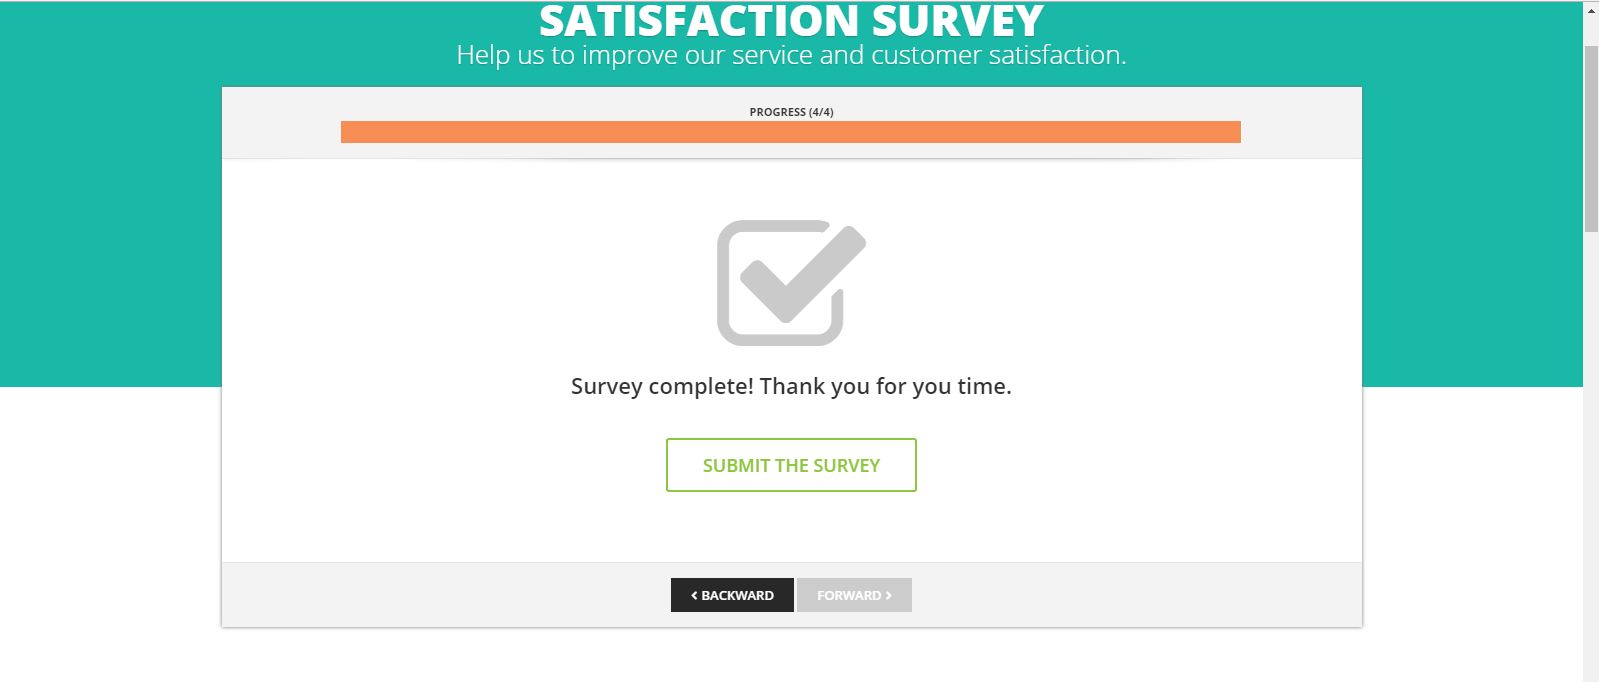 SATISFACTION SURVEY
Help us to improve our service and customer satisfaction.
PROGRESS (4/4)
Survey complete! Thank you for you time.
SUBMIT THE SURVEY
BACKWARD
FORWARD